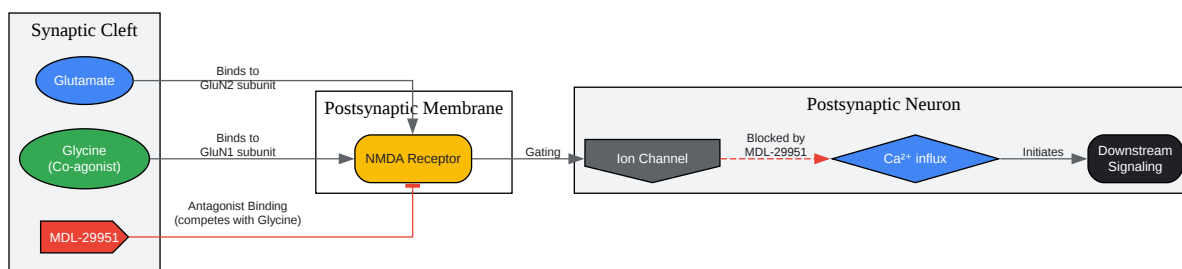 Synaptic Cleft
Glutamate
Binds to
GluN2 subunit
Glycine
(Co-agonist)
Binds to
GluN1 subunit
MDL-29951
Antagonist Binding
(competes with Glycine)
Postsynaptic Membrane
NMDA Receptor
Gating
Postsynaptic Neuron
Ion Channel
Blocked by
MDL-29951
Ca²⁺ influx
Initiates
Downstream
Signaling